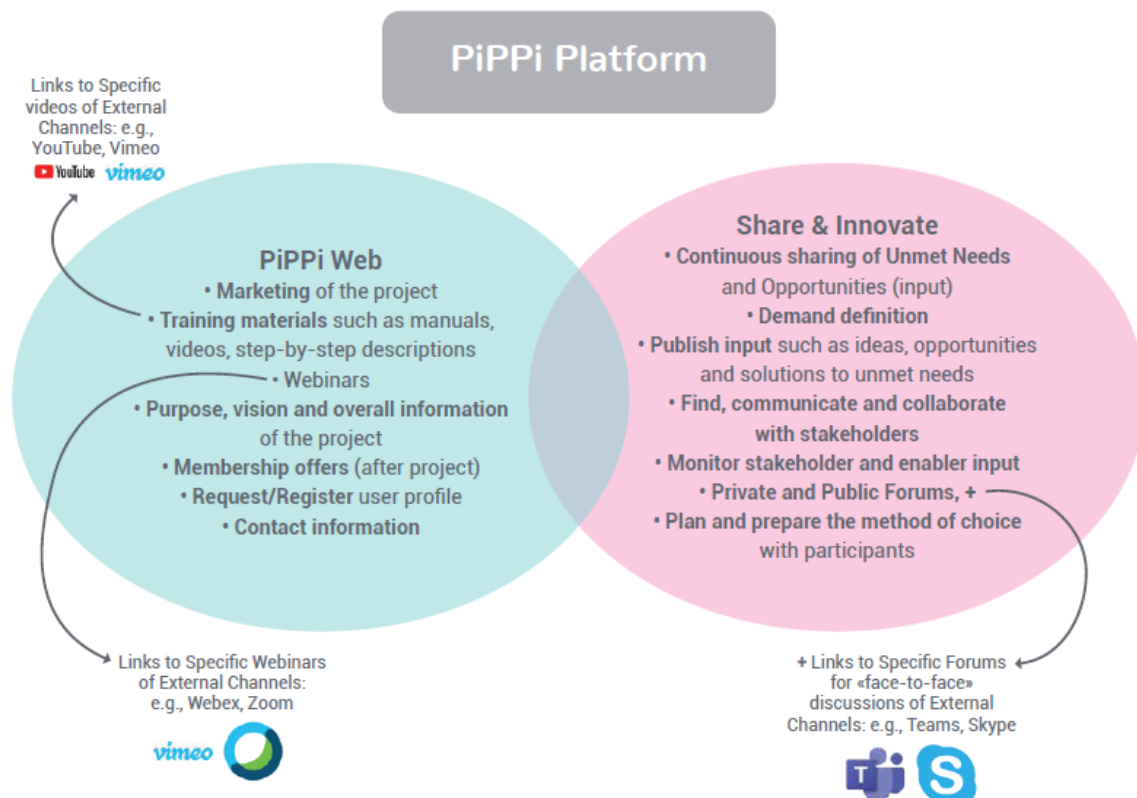 PiPPi Platform
Links to Specific
videos of External
Channels: e.g.,
YouTube, Vimeo
YouTube vimeo
PiPPi Web
• Marketing of the project
• Training materials such as manuals,
videos, step-by-step descriptions
• Webinars
• Purpose, vision and overall information
of the project
• Membership offers (after project)
• Request/Register user profile
• Contact information
Share & Innovate
• Continuous sharing of Unmet Needs
and Opportunities (input)
• Demand definition
• Publish input such as ideas, opportunities
and solutions to unmet needs
• Find, communicate and collaborate
with stakeholders
• Monitor stakeholder and enabler input
• Private and Public Forums, +
• Plan and prepare the method of choice
with participants
Links to Specific Webinars
of External Channels:
e.g., Webex, Zoom
vimeo
+ Links to Specific Forums
for «face-to-face»
discussions of External
Channels: e.g., Teams, Skype
T
S